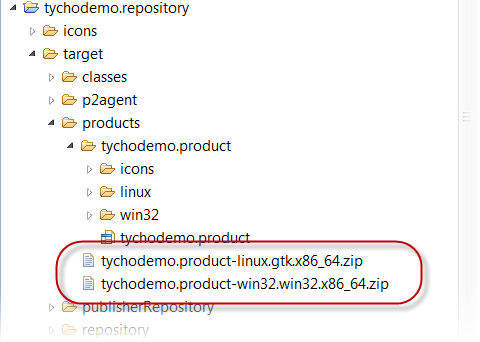 tychodemo.repository
icons
target
classes
p2agent
products
tychodemo.product
icons
linux
win32
tychodemo.product
tychodemo.product-linux.gtk.x86_64.zip
tychodemo.product-win32.win32.x86_64.zip
publisherRepository
repository